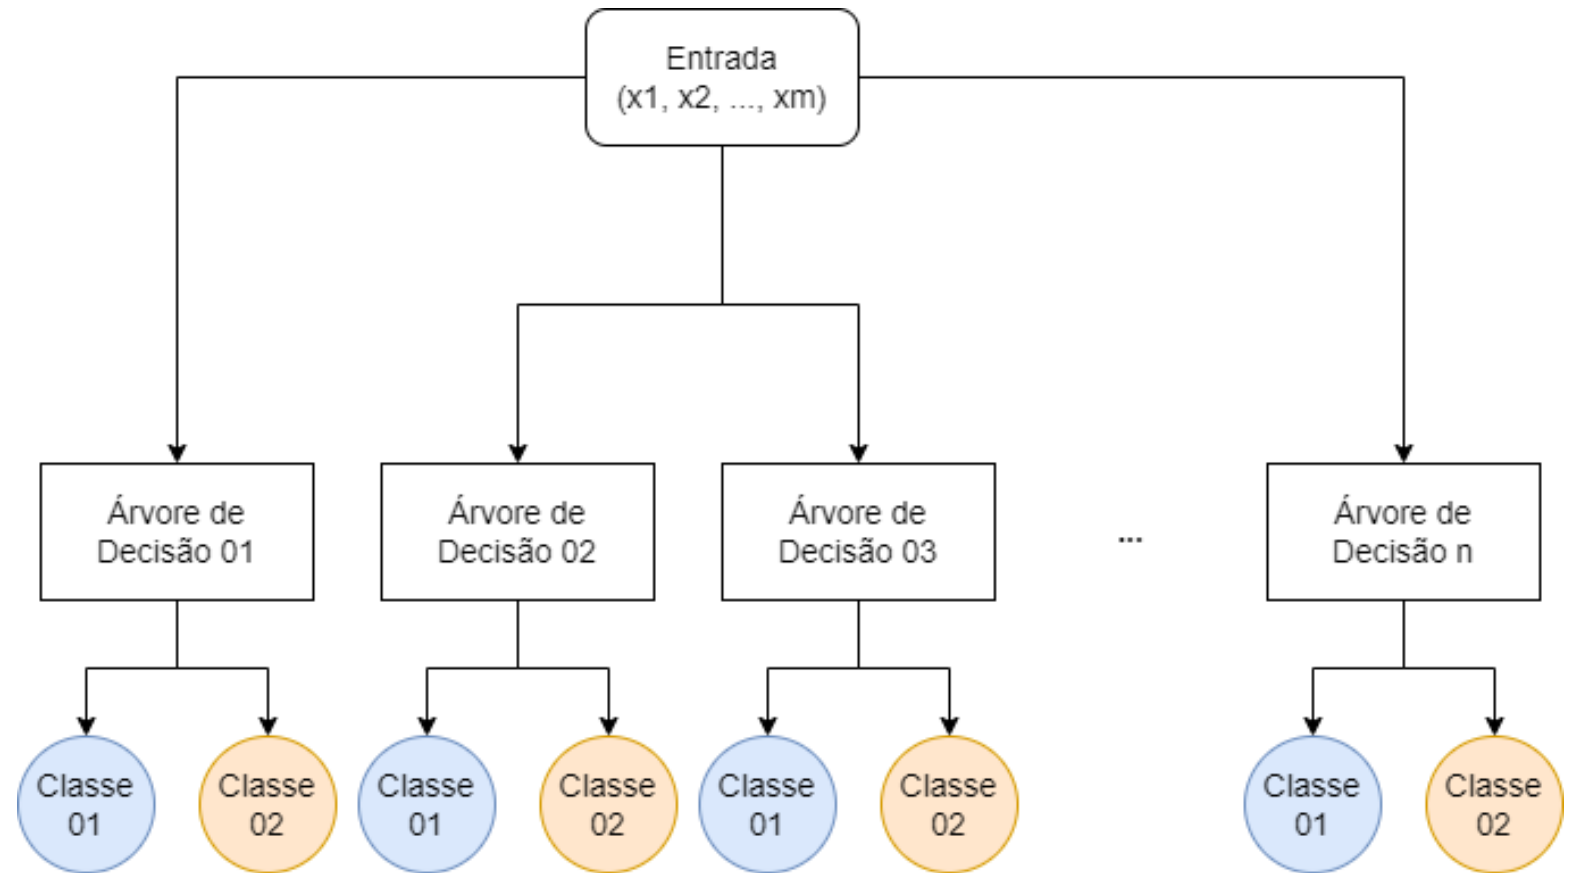 Entrada
(x1, x2, ..., xm)
Árvore de
Decisão 01
Árvore de
Decisão 02
Árvore de
Decisão 03
...
Árvore de
Decisão n
Classe
01
Classe
02
Classe
01
Classe
02
Classe
01
Classe
02
Classe
01
Classe
02